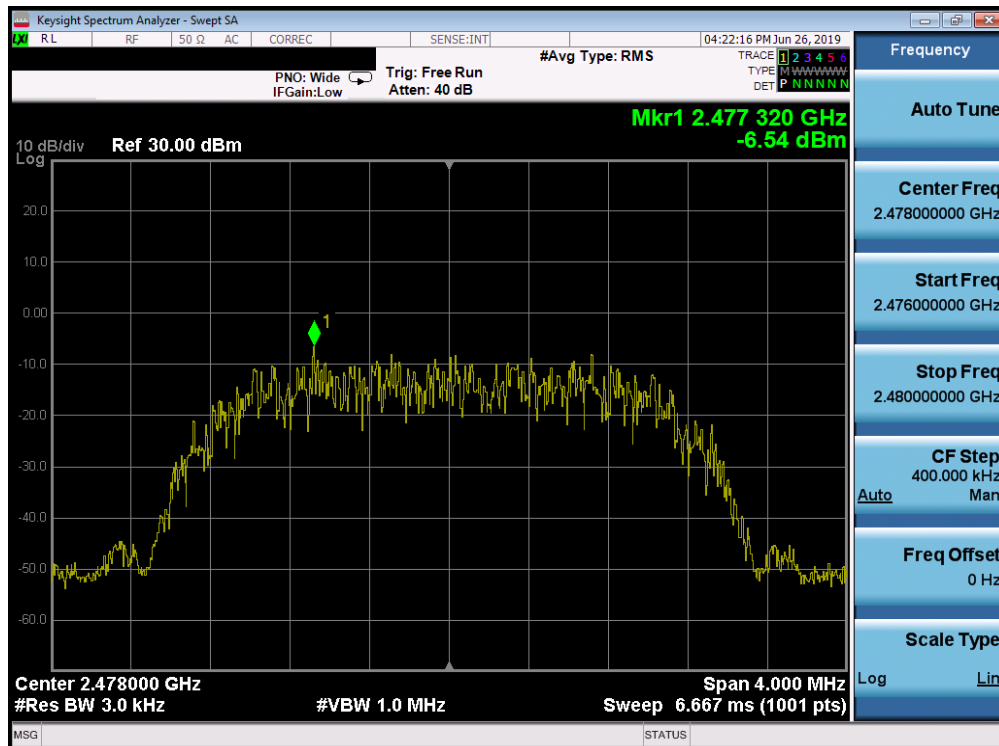 Keysight Spectrum Analyzer - Swept SA
LXI RL RF 50 Ω AC CORREC SENSE:INT 04:22:16 PM Jun 26, 2019
#Avg Type: RMS TRACE 1 2 3 4 5 6
PNO: Wide Trig: Free Run TYPE M WWWWW
IFGain:Low Atten: 40 dB DET P N N N N N
Mkr1 2.477 320 GHz
-6.54 dBm
10 dB/div Ref 30.00 dBm
Log
20.0
10.0
0.00
1
-10.0
-20.0
-30.0
-40.0
-50.0
-60.0
Center 2.478000 GHz Span 4.000 MHz
#Res BW 3.0 kHz #VBW 1.0 MHz Sweep 6.667 ms (1001 pts)
MSG STATUS
Frequency
Auto Tune
Center Freq
2.478000000 GHz
Start Freq
2.476000000 GHz
Stop Freq
2.480000000 GHz
CF Step
400.000 kHz
Auto Man
Freq Offset
0 Hz
Scale Type
Log Lin